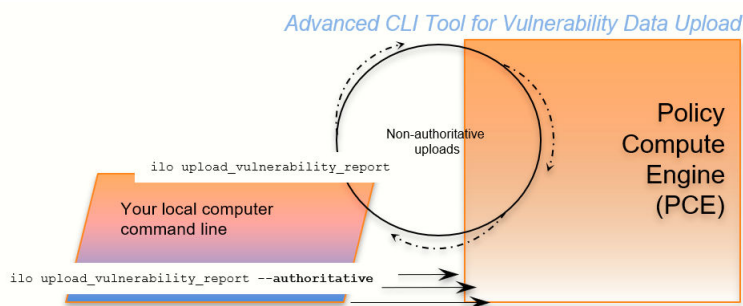 Advanced CLI Tool for Vulnerability Data Upload
Non-authoritative
uploads
Policy
Compute
Engine
(PCE)
ilo upload_vulnerability_report
Your local computer
command line
ilo upload_vulnerability_report --authoritative